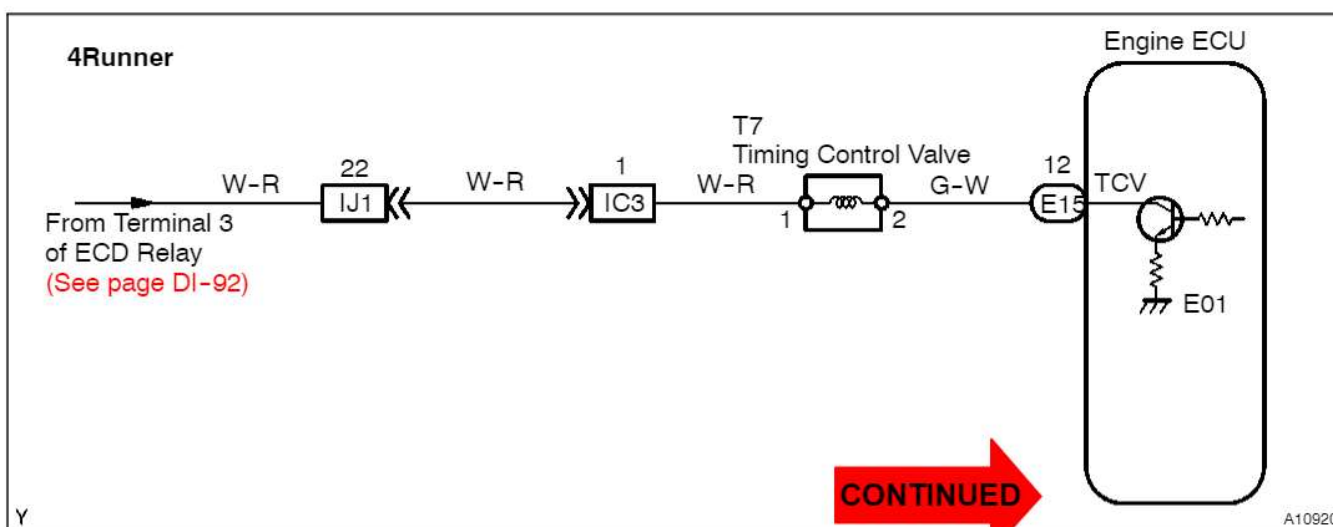 4Runner
Engine ECU
T7
Timing Control Valve
22
1
12
W-R
W-R
W-R
G-W
TCV
IJ1
IC3
E15
1
2
From Terminal 3
of ECD Relay
(See page DI-92)
E01
CONTINUED
Y
A10920